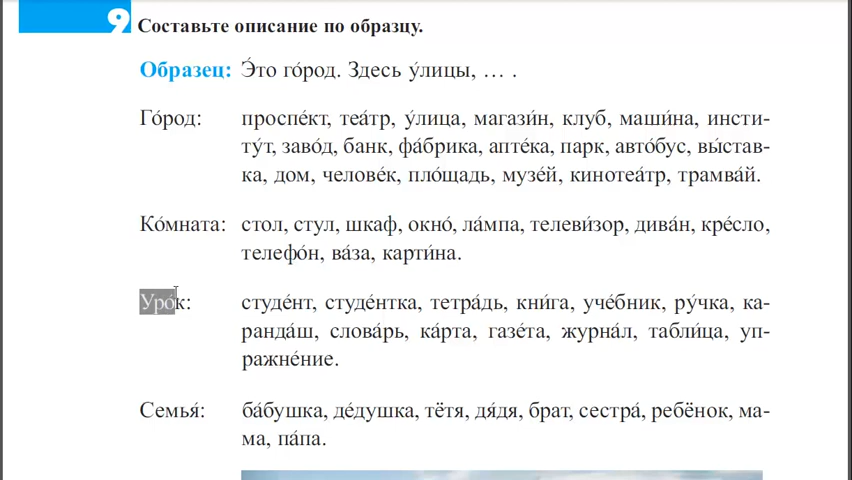 9 Составьте описание по образцу.
Образец: Э́то го́род. Здесь у́лицы, … .
Го́род: проспе́кт, теа́тр, у́лица, магази́н, клуб, маши́на, инсти-
ту́т, заво́д, банк, фа́брика, апте́ка, парк, авто́бус, вы́став-
ка, дом, челове́к, пло́щадь, музе́й, кинотеа́тр, трамва́й.
Ко́мната: стол, стул, шкаф, окно́, ла́мпа, телеви́зор, дива́н, кре́сло,
телефо́н, ва́за, карти́на.
Уро́к: студе́нт, студе́нтка, тетра́дь, кни́га, уче́бник, ру́чка, ка-
ранда́ш, слова́рь, ка́рта, газе́та, журна́л, табли́ца, уп-
ражне́ние.
Семья́: ба́бушка, де́душка, тётя, дя́дя, брат, сестра́, ребёнок, ма́-
ма, па́па.